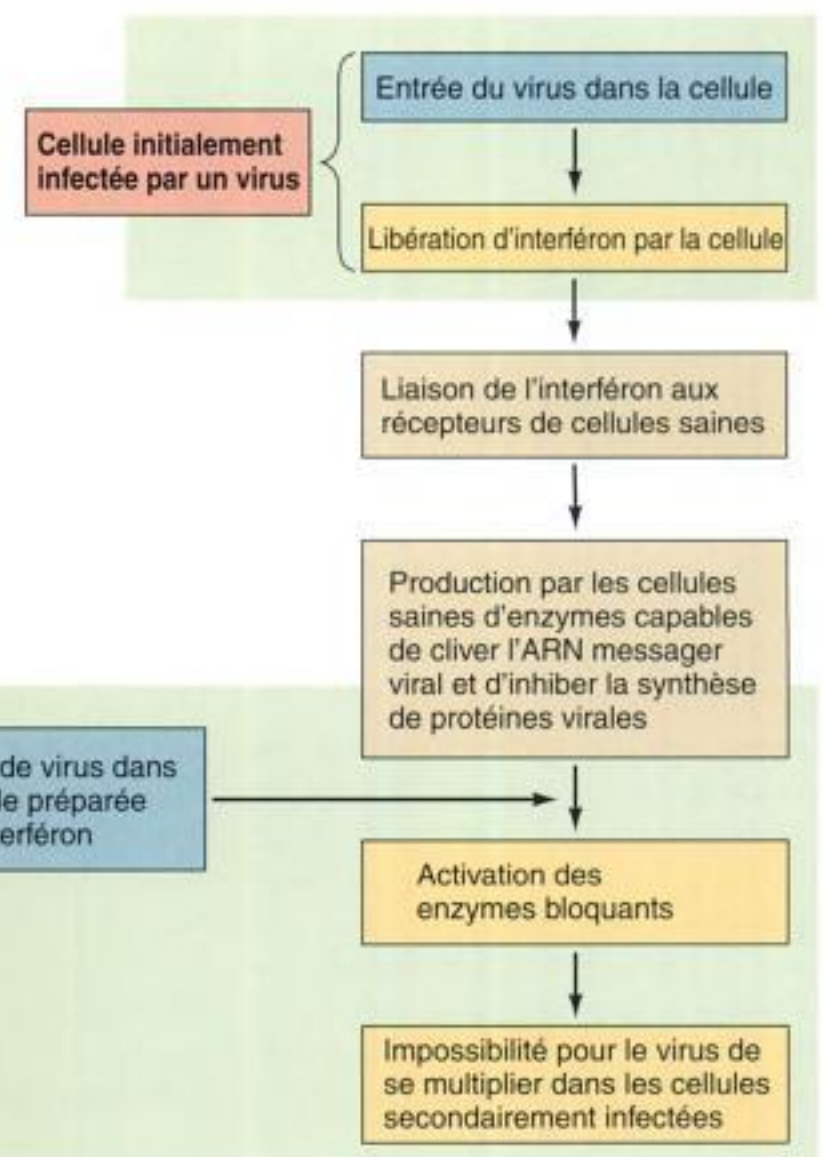 Entrée du virus dans la cellule
Cellule initialement
infectée par un virus
Libération d'interféron par la cellule
Liaison de l'interféron aux
récepteurs de cellules saines
Production par les cellules
saines d'enzymes capables
de cliver l'ARN messager
viral et d'inhiber la synthèse
de protéines virales
de virus dans
préparée
Activation des
enzymes bloquants
Impossibilité pour le virus de
se multiplier dans les cellules
secondairement infectées